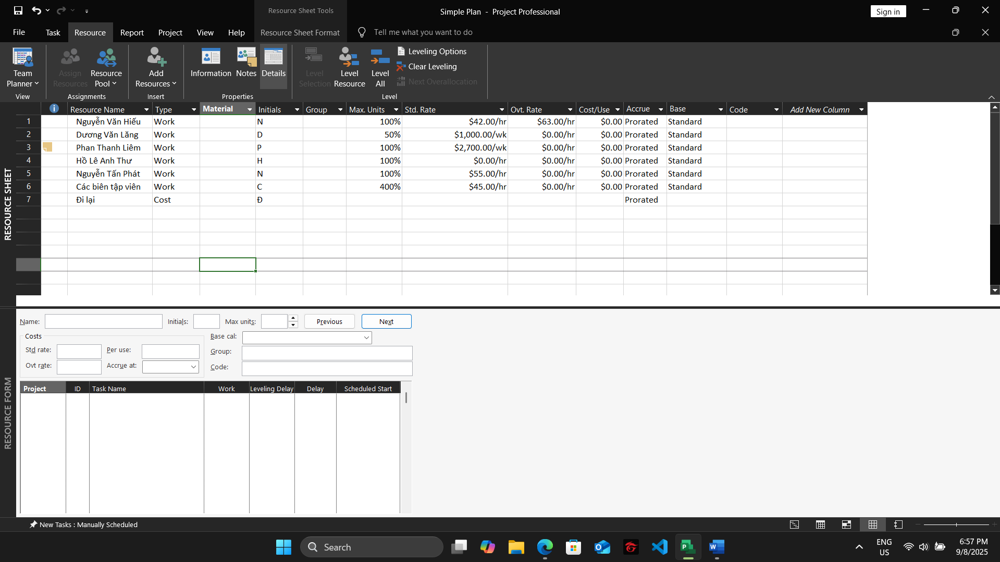 Resource Sheet Tools
Simple Plan - Project Professional
Sign in
File Task Resource Report Project View Help Resource Sheet Format Tell me what you want to do
Team Planner
View
Assign Resources
Resource Pool
Assignments
Add Resources
Insert
Information
Notes
Details
Properties
Level Selection
Level Resource
Level All
Leveling Options
Clear Leveling
Next Overallocation
Level
RESOURCE SHEET
Resource Name Type Material Initials Group Max. Units Std. Rate Ovt. Rate Cost/Use Accrue Base Code Add New Column
1 Nguyễn Văn Hiếu Work N 100% $42.00/hr $63.00/hr $0.00 Prorated Standard
2 Dương Văn Lăng Work D 50% $1,000.00/wk $0.00/hr $0.00 Prorated Standard
3 Phan Thanh Liêm Work P 100% $2,700.00/wk $0.00/hr $0.00 Prorated Standard
4 Hồ Lê Anh Thư Work H 100% $0.00/hr $0.00/hr $0.00 Prorated Standard
5 Nguyễn Tấn Phát Work N 100% $55.00/hr $0.00/hr $0.00 Prorated Standard
6 Các biên tập viên Work C 400% $45.00/hr $0.00/hr $0.00 Prorated Standard
7 Đi lại Cost Đ Prorated
RESOURCE FORM
Name: Initials: Max units: Previous Next
Costs
Base cal:
Std rate: Per use:
Group:
Ovt rate: Accrue at:
Code:
Project ID Task Name Work Leveling Delay Delay Scheduled Start
New Tasks : Manually Scheduled
Search
ENG
US
6:57 PM
9/8/2025